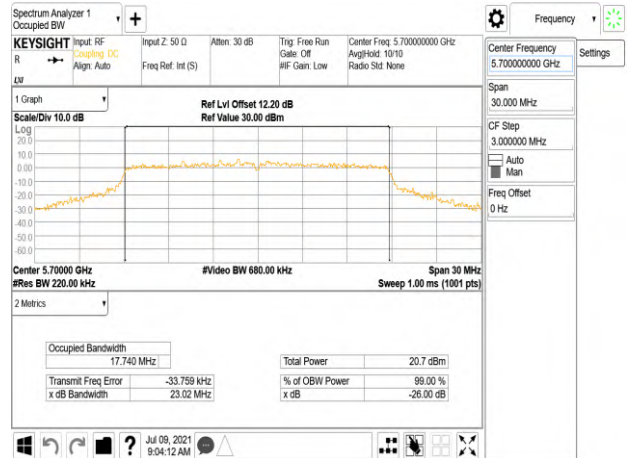 Spectrum Analyzer 1
Occupied BW
Frequency
KEYSIGHT
R
Input: RF
Coupling: DC
Align: Auto
Input Z: 50 Ω
Freq Ref: Int (S)
Atten: 30 dB
Trig: Free Run
Gate: Off
#IF Gain: Low
Center Freq: 5.700000000 GHz
Avg|Hold: 10/10
Radio Std: None
Center Frequency
5.700000000 GHz
Settings
Span
30.000 MHz
CF Step
3.000000 MHz
Auto
Man
Freq Offset
0 Hz
1 Graph
Scale/Div 10.0 dB
Ref Lvl Offset 12.20 dB
Ref Value 30.00 dBm
Log
20.0
10.0
0.00
-10.0
-20.0
-30.0
-40.0
-50.0
-60.0
Center 5.70000 GHz
#Res BW 220.00 kHz
#Video BW 680.00 kHz
Span 30 MHz
Sweep 1.00 ms (1001 pts)
2 Metrics
Occupied Bandwidth
17.740 MHz
Total Power 20.7 dBm
Transmit Freq Error -33.759 kHz
% of OBW Power 99.00 %
x dB Bandwidth 23.02 MHz
x dB -26.00 dB
?
Jul 09, 2021
9:04:12 AM